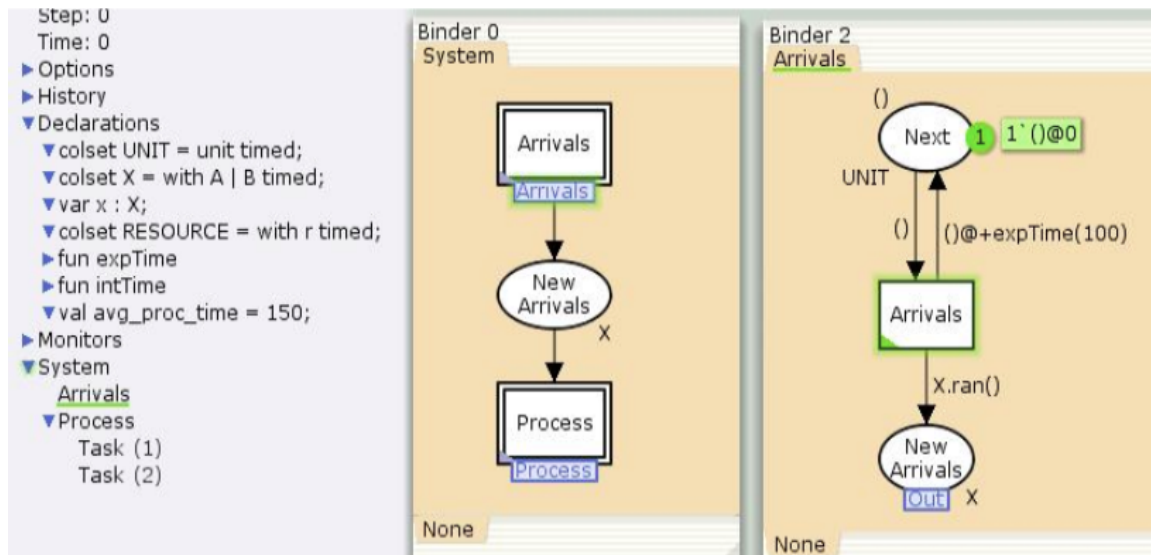 Step: 0
Time: 0
Options
History
Declarations
colset UNIT = unit timed;
colset X = with A | B timed;
var x : X;
colset RESOURCE = with r timed;
fun expTime
fun intTime
val avg_proc_time = 150;
Monitors
System
Arrivals
Process
Task (1)
Task (2)
Binder 0
System
Arrivals
Arrivals
New
Arrivals
X
Process
Process
None
Binder 2
Arrivals
()
Next
1
1`()@0
UNIT
()
()@+expTime(100)
Arrivals
X.ran()
New
Arrivals
Out
X
None